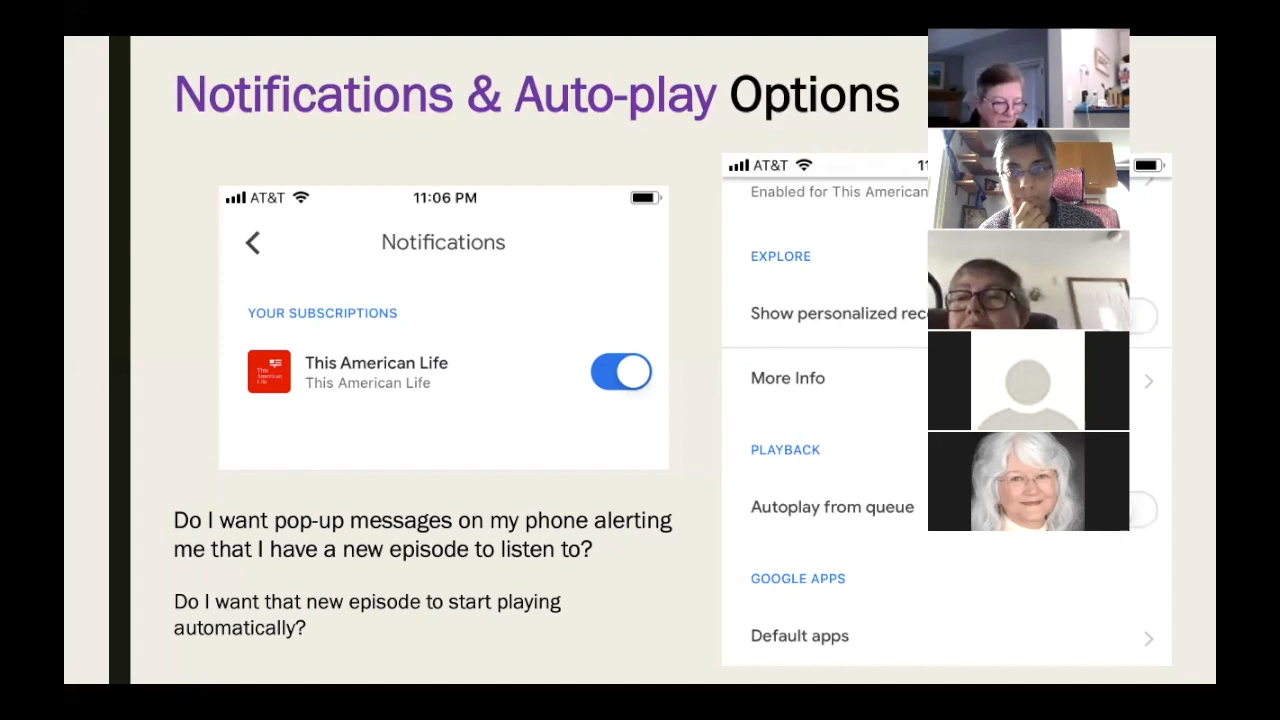 Notifications & Auto-play Options
AT&T
11:06 PM
Notifications
YOUR SUBSCRIPTIONS
This American Life
This American Life
This
American
Life
Do I want pop-up messages on my phone alerting
me that I have a new episode to listen to?
Do I want that new episode to start playing
automatically?
AT&T
Enabled for This American
EXPLORE
Show personalized
More Info
PLAYBACK
Autoplay from queue
GOOGLE APPS
Default apps